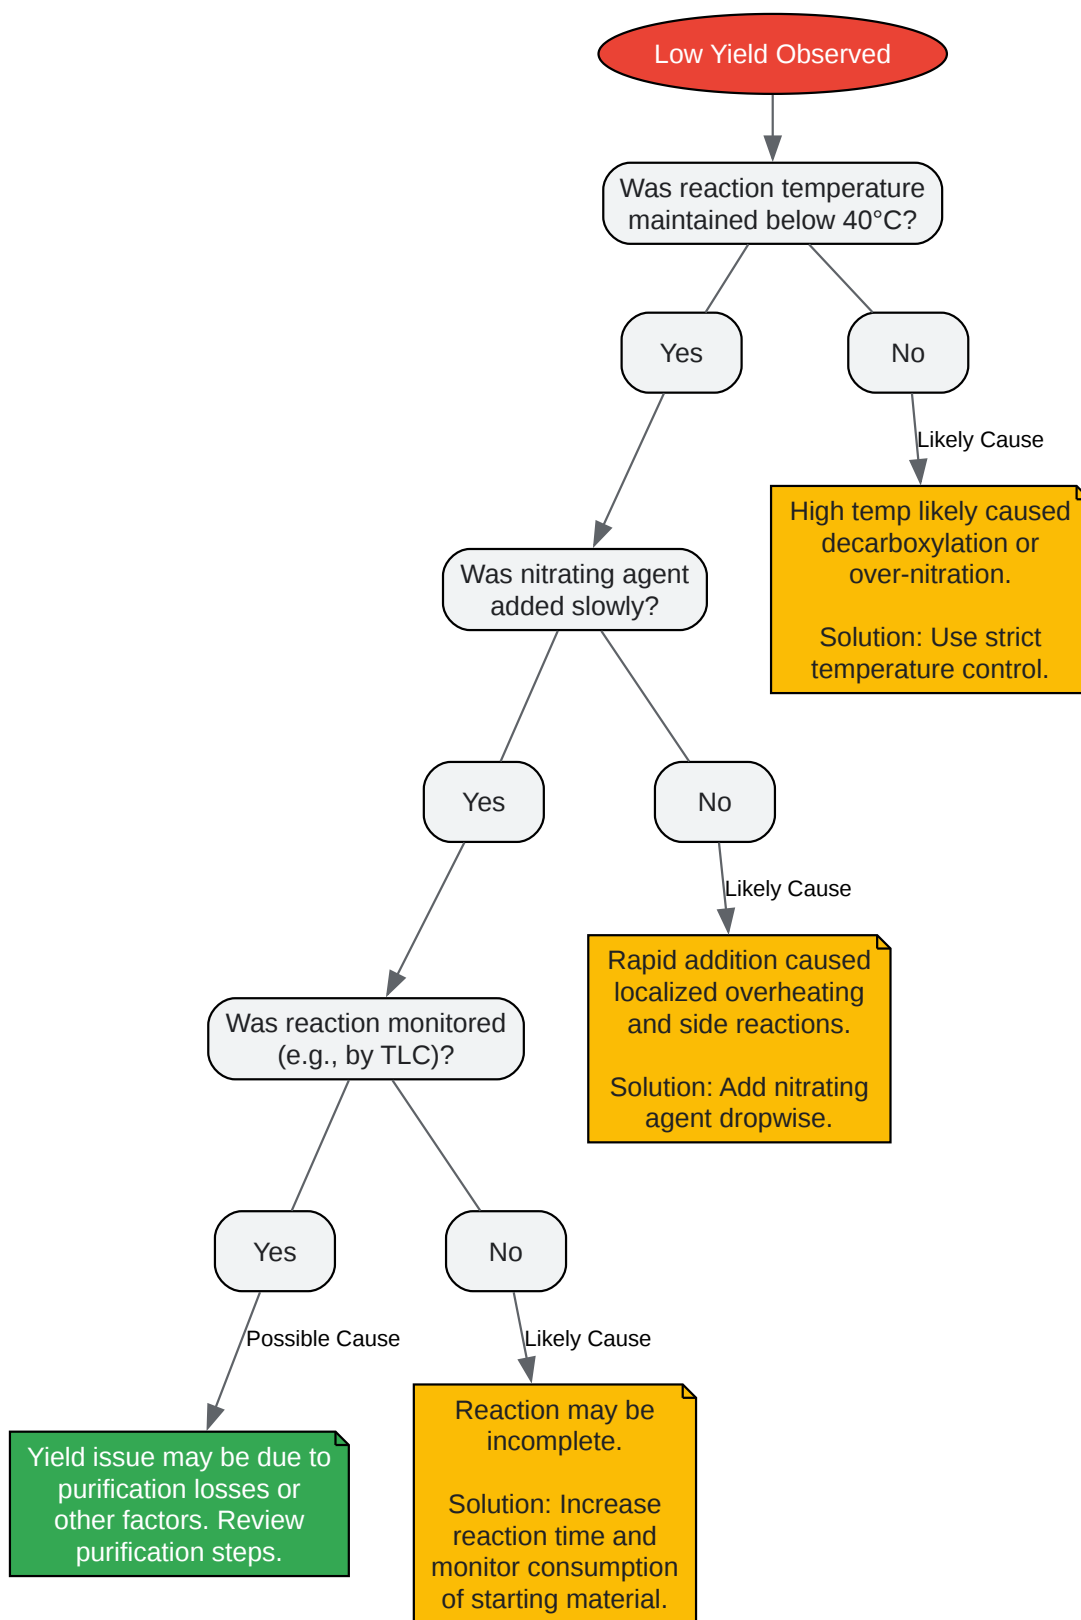 Low Yield Observed
Was reaction temperature
maintained below 40°C?
Yes
No
Likely Cause
High temp likely caused
decarboxylation or
over-nitration.
Solution: Use strict
temperature control.
Was nitrating agent
added slowly?
Yes
No
Likely Cause
Rapid addition caused
localized overheating
and side reactions.
Solution: Add nitrating
agent dropwise.
Was reaction monitored
(e.g., by TLC)?
Yes
No
Possible Cause
Likely Cause
Yield issue may be due to
purification losses or
other factors. Review
purification steps.
Reaction may be
incomplete.
Solution: Increase
reaction time and
monitor consumption
of starting material.